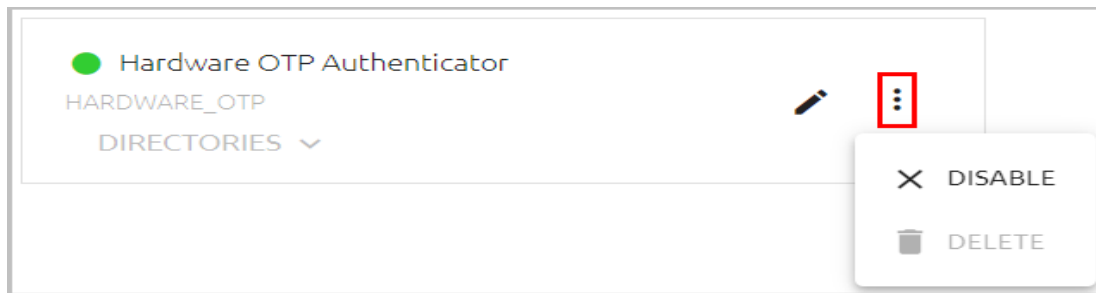 Hardware OTP Authenticator
HARDWARE_OTP
DIRECTORIES
DISABLE
DELETE